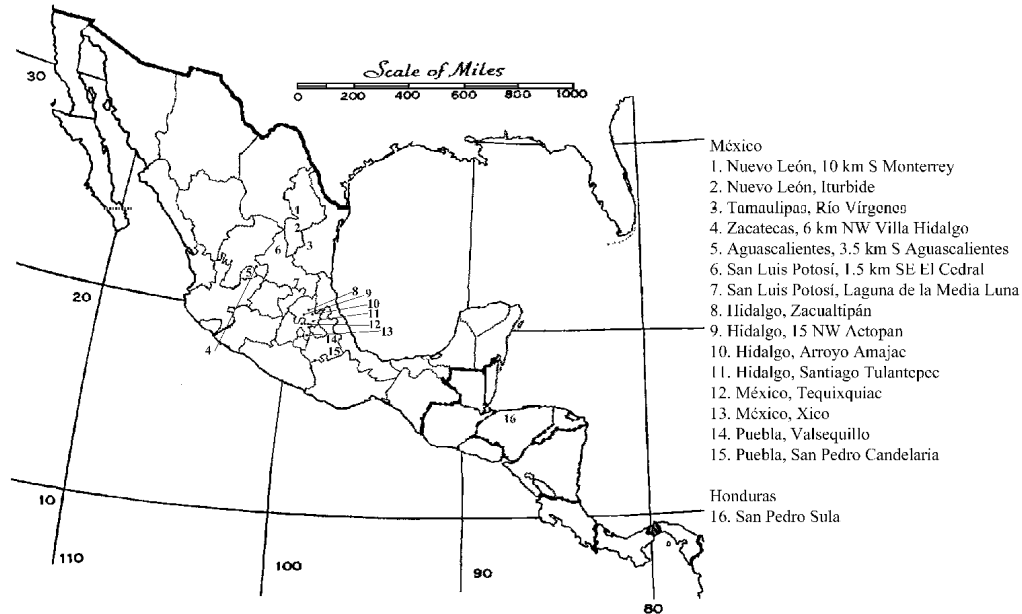 Scale of Miles
0 200 400 600 800 1000
30
20
10
110
100
90
80
1
2
3
6
5
7
8
9
10
11
12
13
14
15
4
16
México
1. Nuevo León, 10 km S Monterrey
2. Nuevo León, Iturbide
3. Tamaulipas, Río Vírgenes
4. Zacatecas, 6 km NW Villa Hidalgo
5. Aguascalientes, 3.5 km S Aguascalientes
6. San Luis Potosí, 1.5 km SE El Cedral
7. San Luis Potosí, Laguna de la Media Luna
8. Hidalgo, Zacualtipán
9. Hidalgo, 15 NW Actopan
10. Hidalgo, Arroyo Amajac
11. Hidalgo, Santiago Tulantepec
12. México, Tequixquiac
13. México, Xico
14. Puebla, Valsequillo
15. Puebla, San Pedro Candelaria
Honduras
16. San Pedro Sula